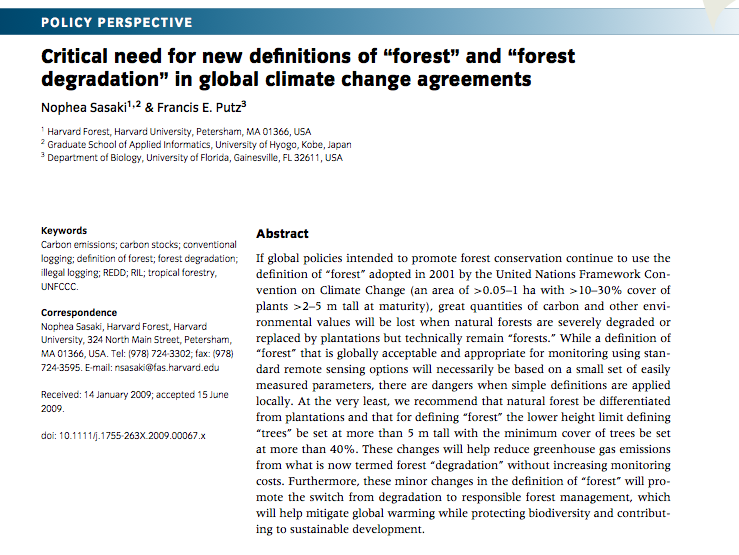 POLICY PERSPECTIVE
Critical need for new definitions of “forest” and “forest
degradation” in global climate change agreements
Nophea Sasaki1,2 & Francis E. Putz3
1 Harvard Forest, Harvard University, Petersham, MA 01366, USA
2 Graduate School of Applied Informatics, University of Hyogo, Kobe, Japan
3 Department of Biology, University of Florida, Gainesville, FL 32611, USA
Keywords
Carbon emissions; carbon stocks; conventional
logging; definition of forest; forest degradation;
illegal logging; REDD; RIL; tropical forestry,
UNFCCC.
Correspondence
Nophea Sasaki, Harvard Forest, Harvard
University, 324 North Main Street, Petersham,
MA 01366, USA. Tel: (978) 724-3302; fax: (978)
724-3595. E-mail: nsasaki@fas.harvard.edu
Received: 14 January 2009; accepted 15 June
2009.
doi: 10.1111/j.1755-263X.2009.00067.x
Abstract
If global policies intended to promote forest conservation continue to use the
definition of “forest” adopted in 2001 by the United Nations Framework Con-
vention on Climate Change (an area of >0.05–1 ha with >10–30% cover of
plants >2–5 m tall at maturity), great quantities of carbon and other envi-
ronmental values will be lost when natural forests are severely degraded or
replaced by plantations but technically remain “forests.” While a definition of
“forest” that is globally acceptable and appropriate for monitoring using stan-
dard remote sensing options will necessarily be based on a small set of easily
measured parameters, there are dangers when simple definitions are applied
locally. At the very least, we recommend that natural forest be differentiated
from plantations and that for defining “forest” the lower height limit defining
“trees” be set at more than 5 m tall with the minimum cover of trees be set
at more than 40%. These changes will help reduce greenhouse gas emissions
from what is now termed forest “degradation” without increasing monitoring
costs. Furthermore, these minor changes in the definition of “forest” will pro-
mote the switch from degradation to responsible forest management, which
will help mitigate global warming while protecting biodiversity and contribut-
ing to sustainable development.